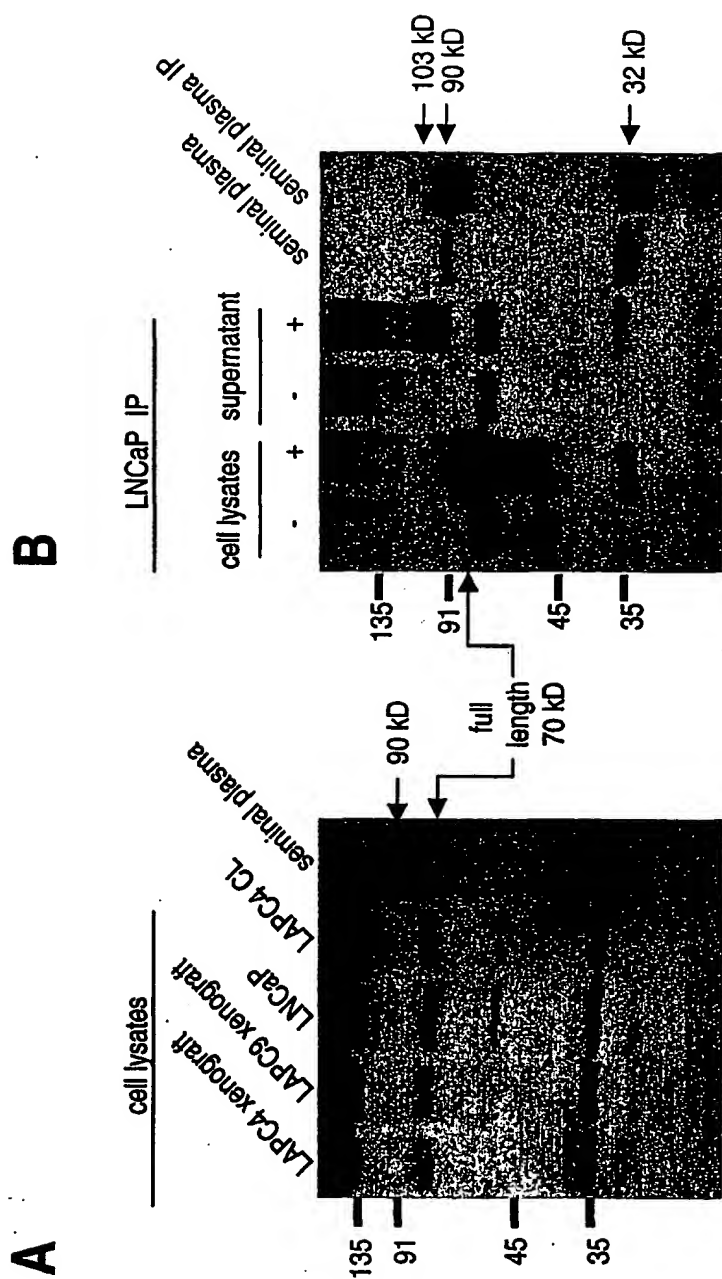 A
cell lysates
LAPC4 xenograft
LAPC9 xenograft
LNCaP
LAPC4 CL
seminal plasma
135
91
45
35
90 kD
full
length
70 kD
B
LNCaP IP
cell lysates
supernatant
- + - +
seminal plasma
seminal plasma IP
135
91
45
35
103 kD
90 kD
32 kD